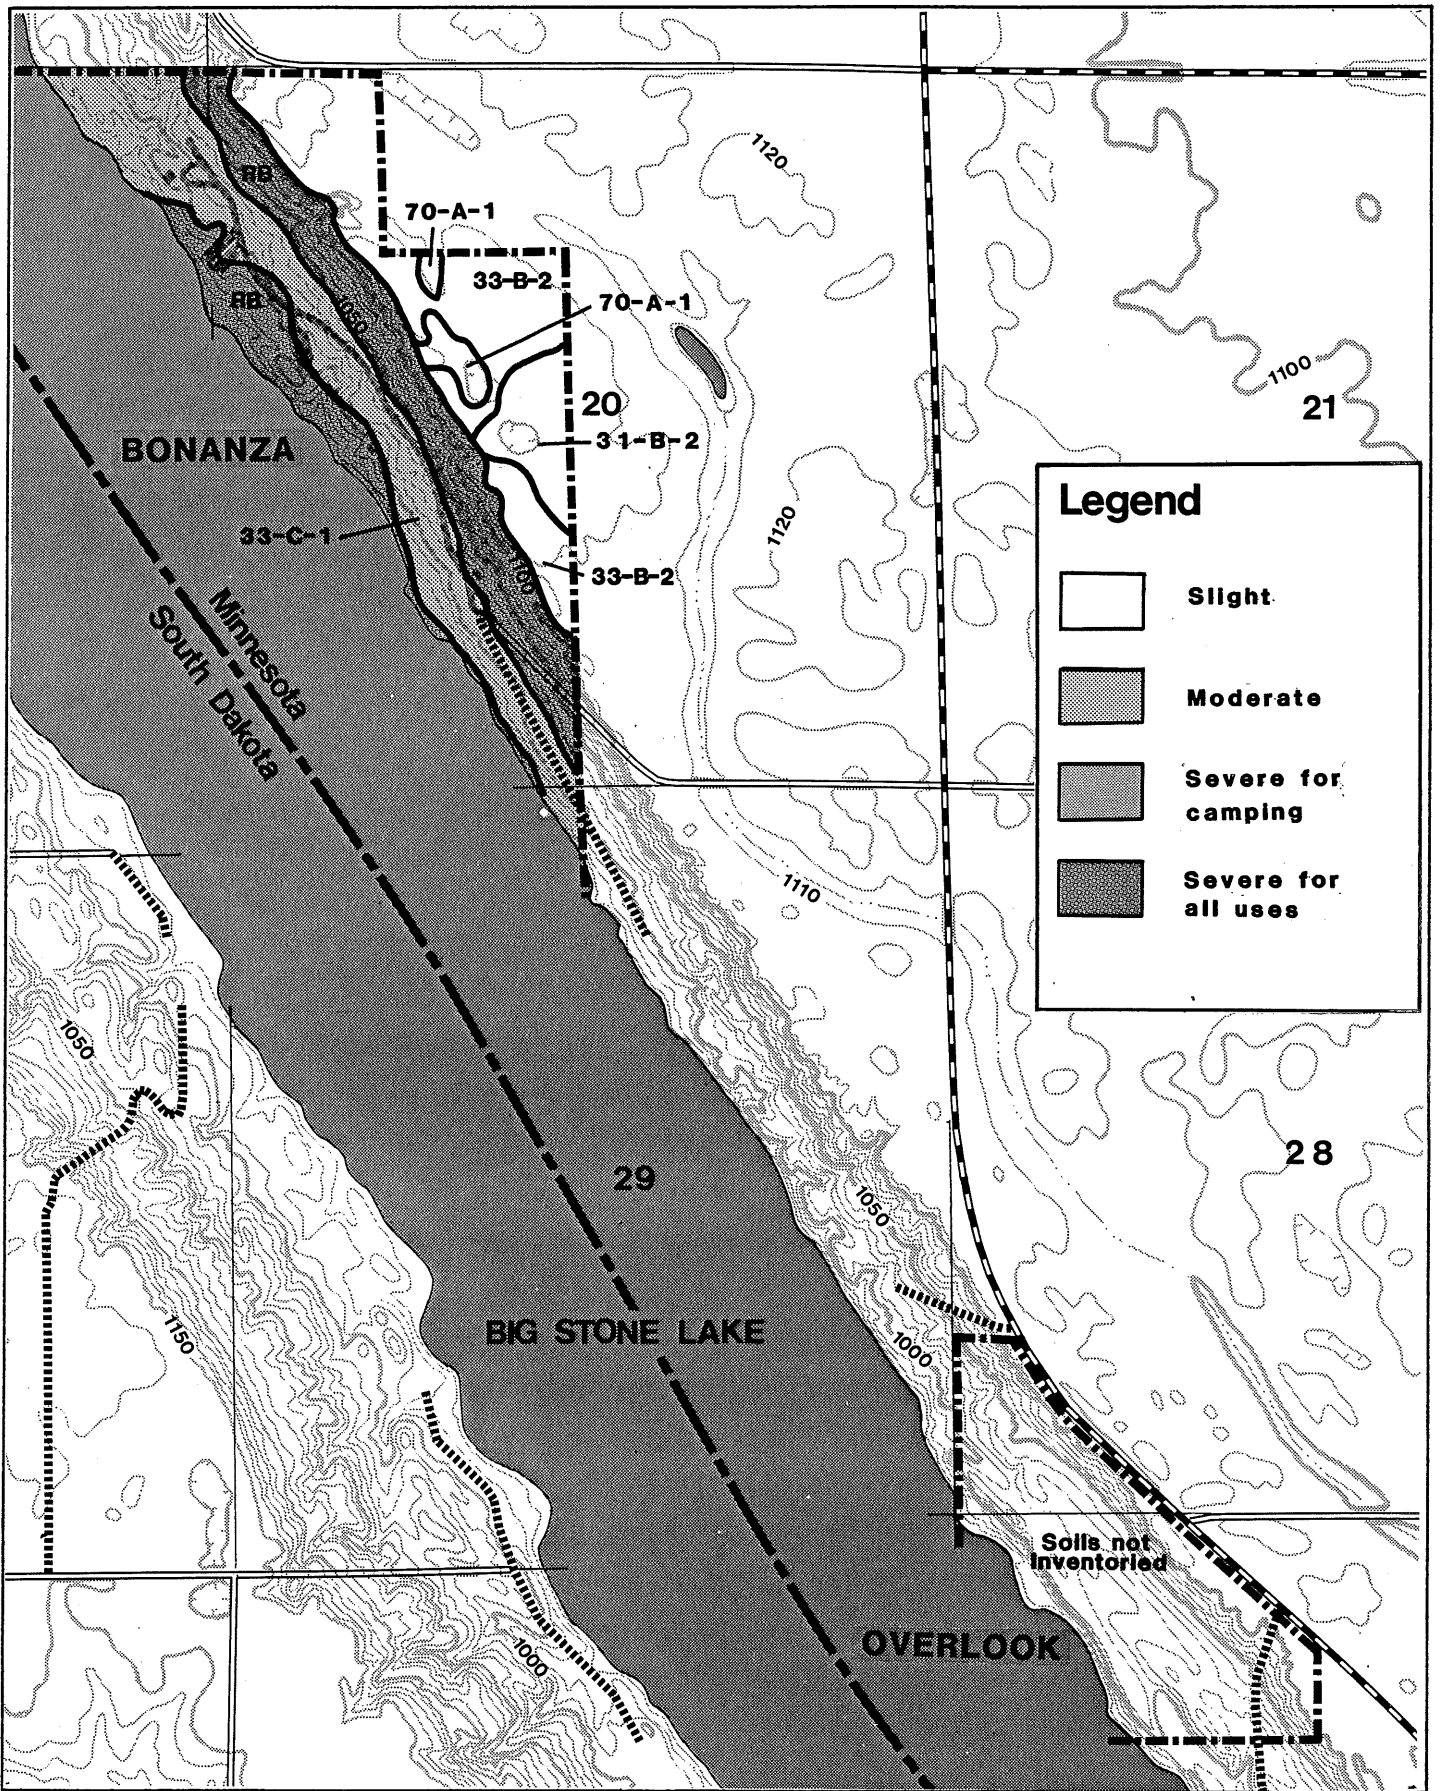 1120
RB
70-A-1
33-B-2
RB
70-A-1
1050
1100
20
21
BONANZA
31-B-2
Legend
33-C-1
1120
1100
33-B-2
Slight
Minnesota
South Dakota
Moderate
Severe for
camping
Severe for
all uses
1110
1050
28
29
1050
1150
BIG STONE LAKE
1000
Soils not
inventoried
OVERLOOK
1000